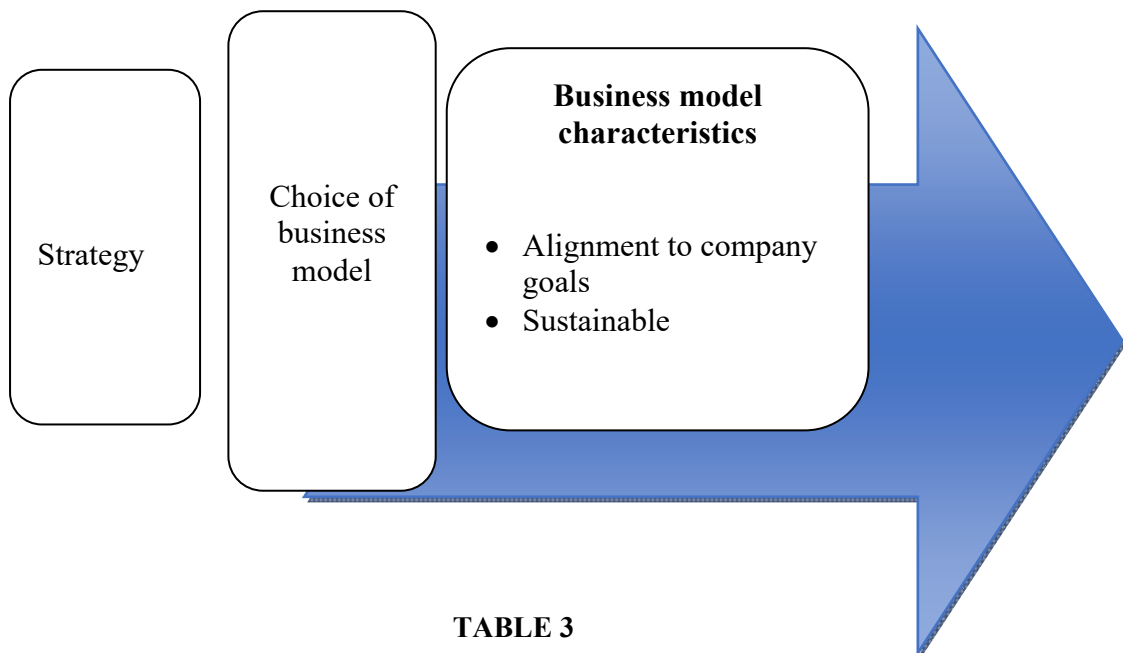 Strategy
Choice of
business
model
Business model
characteristics
• Alignment to company
goals
• Sustainable
TABLE 3